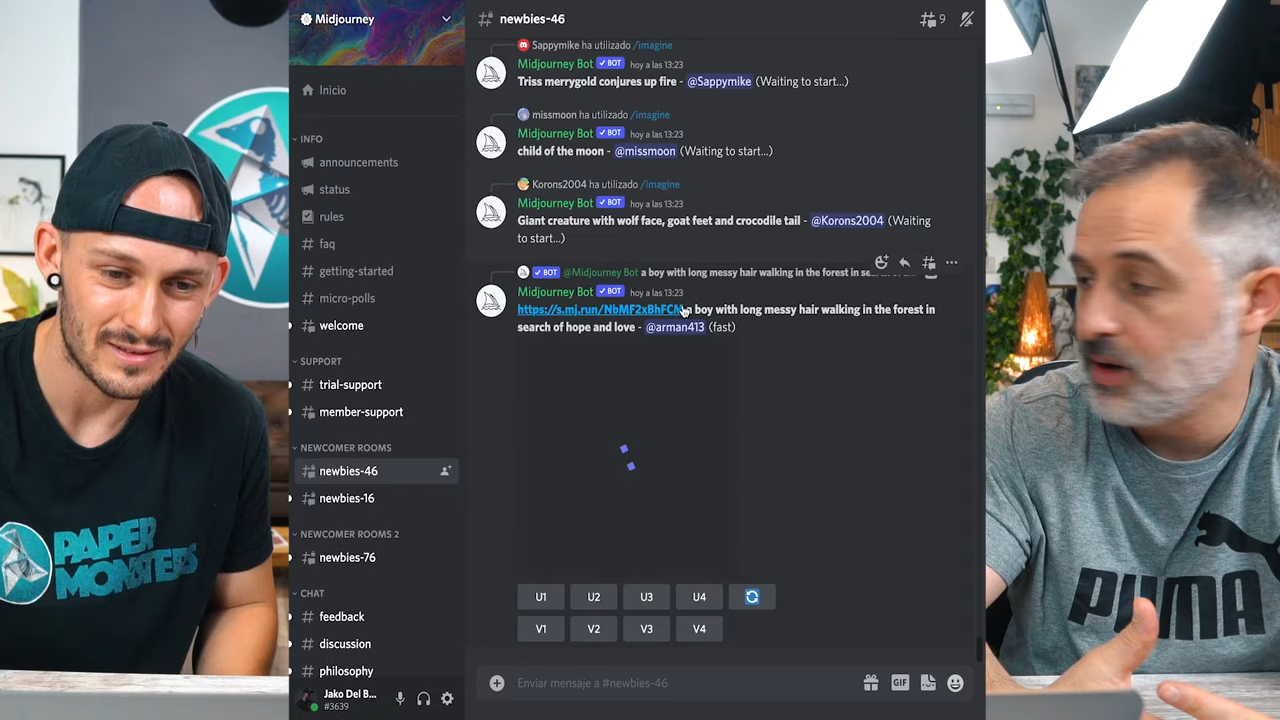 Midjourney
Inicio
INFO
announcements
status
rules
faq
getting-started
micro-polls
welcome
SUPPORT
trial-support
member-support
NEWCOMER ROOMS
newbies-46
newbies-16
NEWCOMER ROOMS 2
newbies-76
CHAT
feedback
discussion
philosophy
Jako Del B...
#3639
newbies-46
9
Sappymike ha utilizado /imagine
Midjourney Bot ✓ BOT hoy a las 13:23
Triss merrygold conjures up fire - @Sappymike (Waiting to start...)
missmoon ha utilizado /imagine
Midjourney Bot ✓ BOT hoy a las 13:23
child of the moon - @missmoon (Waiting to start...)
Korons2004 ha utilizado /imagine
Midjourney Bot ✓ BOT hoy a las 13:23
Giant creature with wolf face, goat feet and crocodile tail - @Korons2004 (Waiting
to start...)
✓ BOT @Midjourney Bot a boy with long messy hair walking in the forest in
Midjourney Bot ✓ BOT hoy a las 13:23
https://s.mj.run/NbMF2xBhFCM a boy with long messy hair walking in the forest in
search of hope and love - @arman413 (fast)
U1 U2 U3 U4
V1 V2 V3 V4
Enviar mensaje a #newbies-46
GIF
PAPER
MONSTERS
PUMA